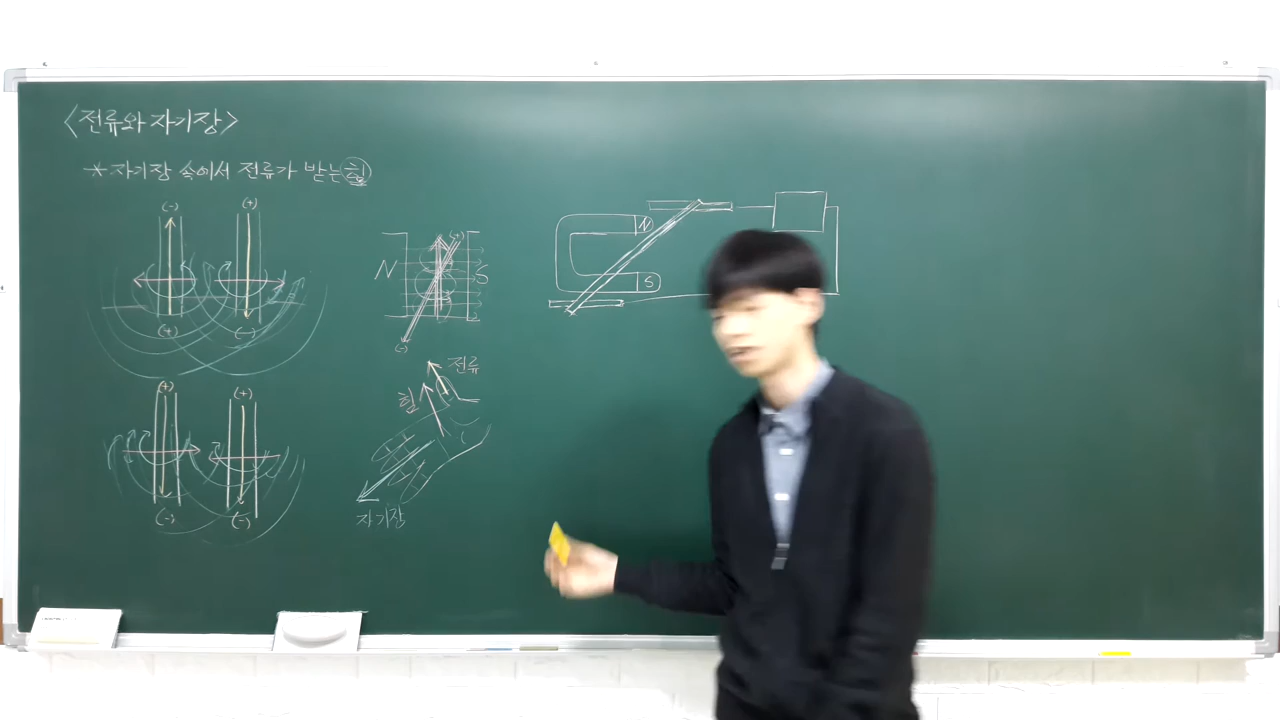 <전류와 자기장>
*자기장 속에서 전류가 받는 힘
(-) (+)
(+) (-)
(+) (+)
(-) (-)
N S
(+)
(-)
전류
힘
자기장
N
S